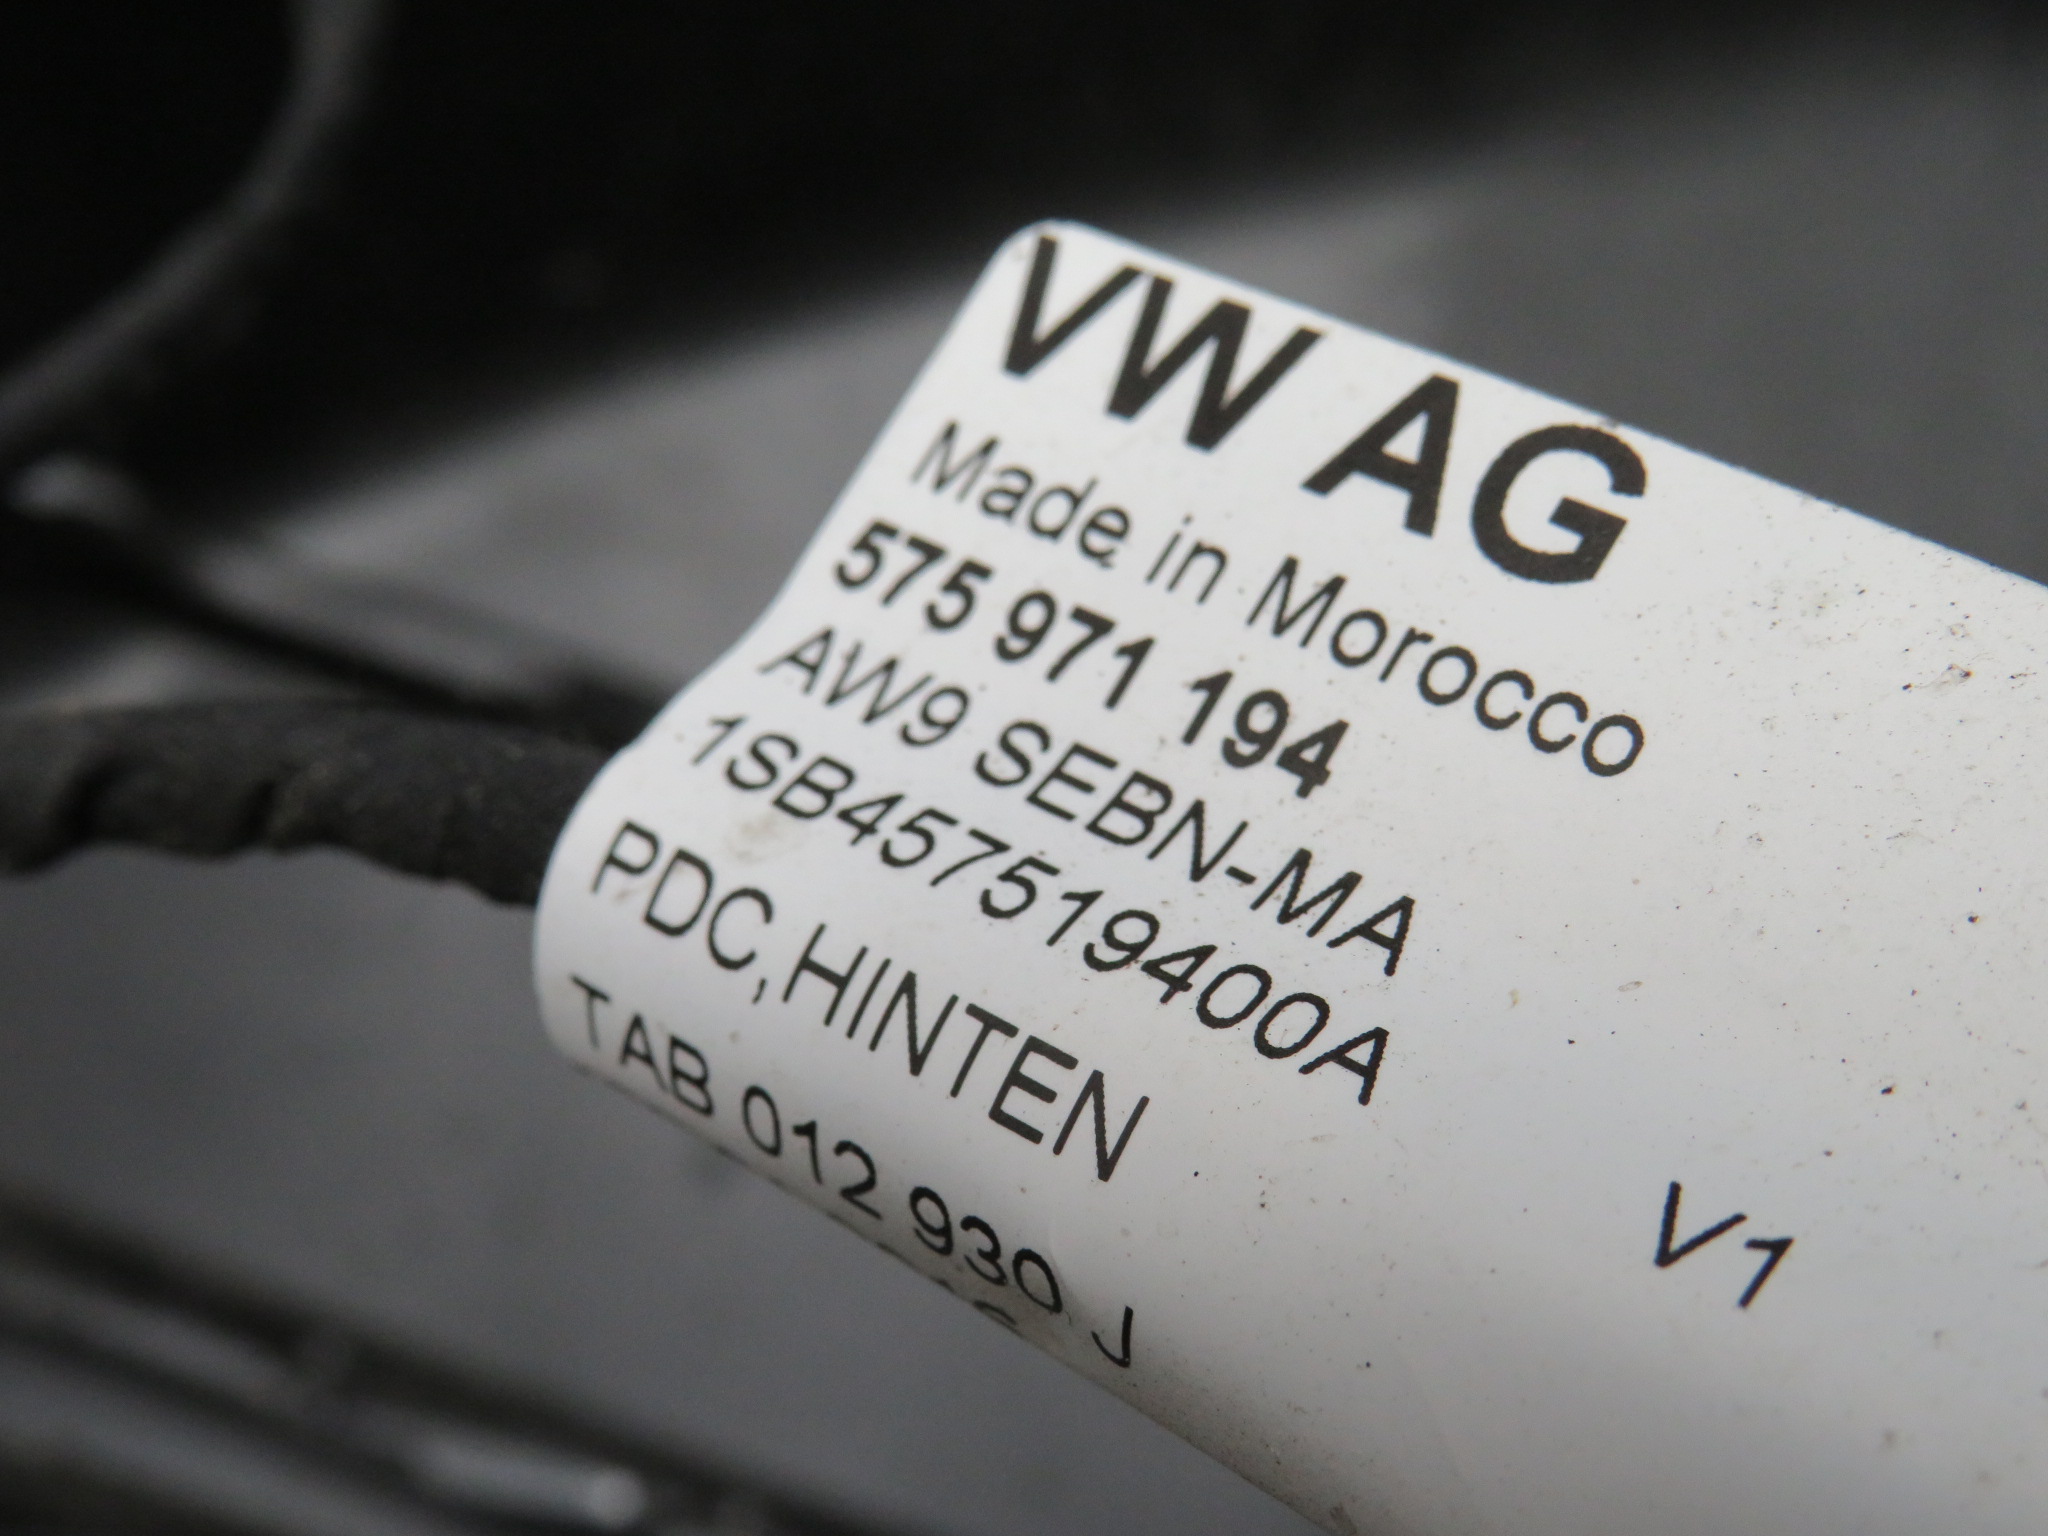 VW AG
Made in Morocco
575 971 194
AW9 SEBN-MA
1SB457519400A
PDC,HINTEN
V1
TAB 012 930 J